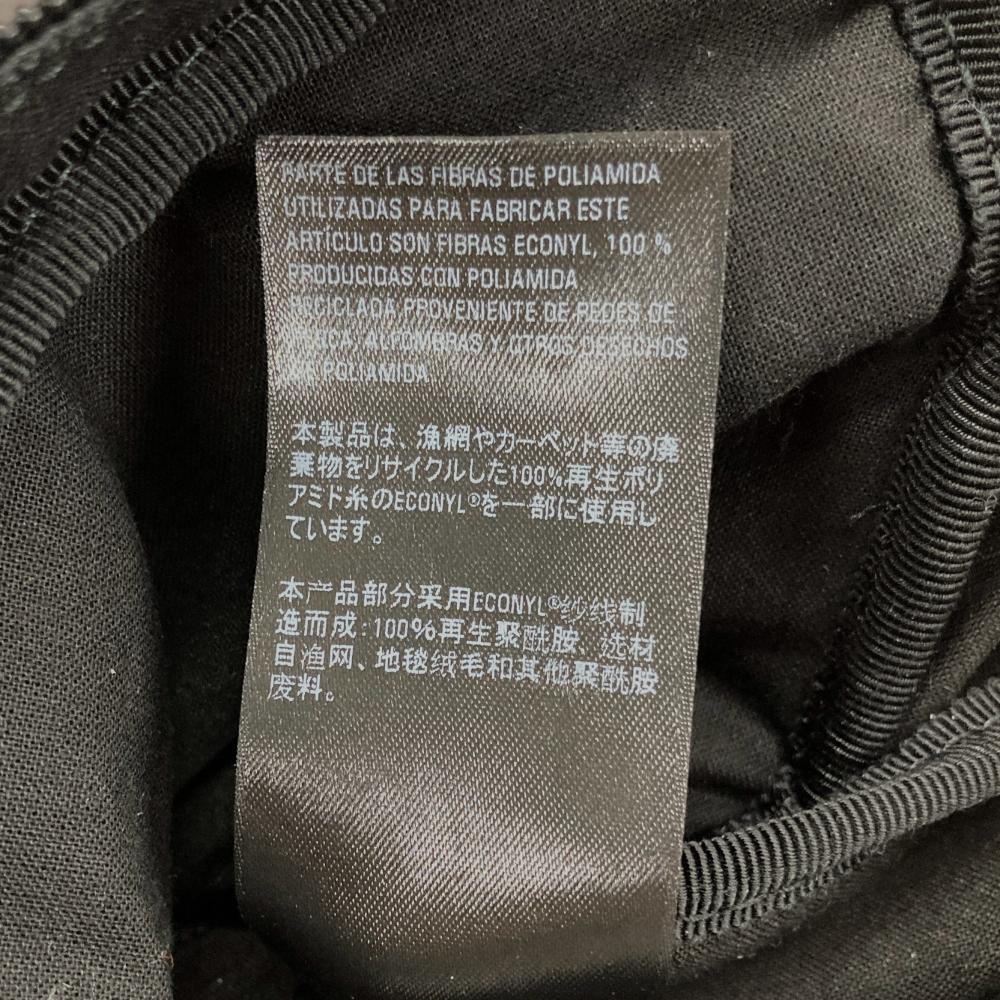 PARTE DE LAS FIBRAS DE POLIAMIDA
UTILIZADAS PARA FABRICAR ESTE
ARTÍCULO SON FIBRAS ECONYL, 100 %
PRODUCIDAS CON POLIAMIDA
RECICLADA PROVENIENTE DE REDES DE
PESCA, ALFOMBRAS Y OTROS DESECHOS
DE POLIAMIDA
本製品は、漁網やカーペット等の廃
棄物をリサイクルした100%再生ポリ
アミド糸のECONYL®を一部に使用し
ています。
本产品部分采用ECONYL®纱线制
造而成:100%再生聚酰胺、选材
自渔网、地毯绒毛和其他聚酰胺
废料。